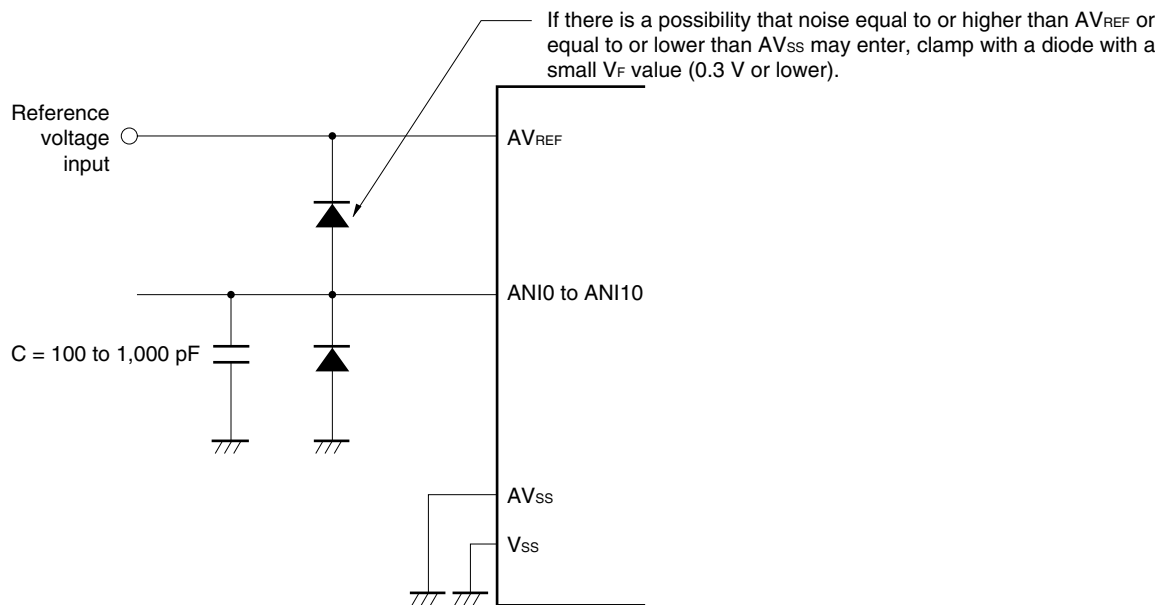 If there is a possibility that noise equal to or higher than AVREF or
equal to or lower than AVSS may enter, clamp with a diode with a
small VF value (0.3 V or lower).
Reference
voltage
input
AVREF
ANI0 to ANI10
C = 100 to 1,000 pF
AVSS
VSS